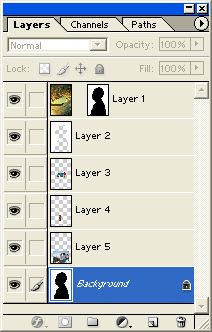 Layers Channels Paths
Normal Opacity: 100%
Lock: Fill: 100%
Layer 1
Layer 2
Layer 3
Layer 4
Layer 5
Background